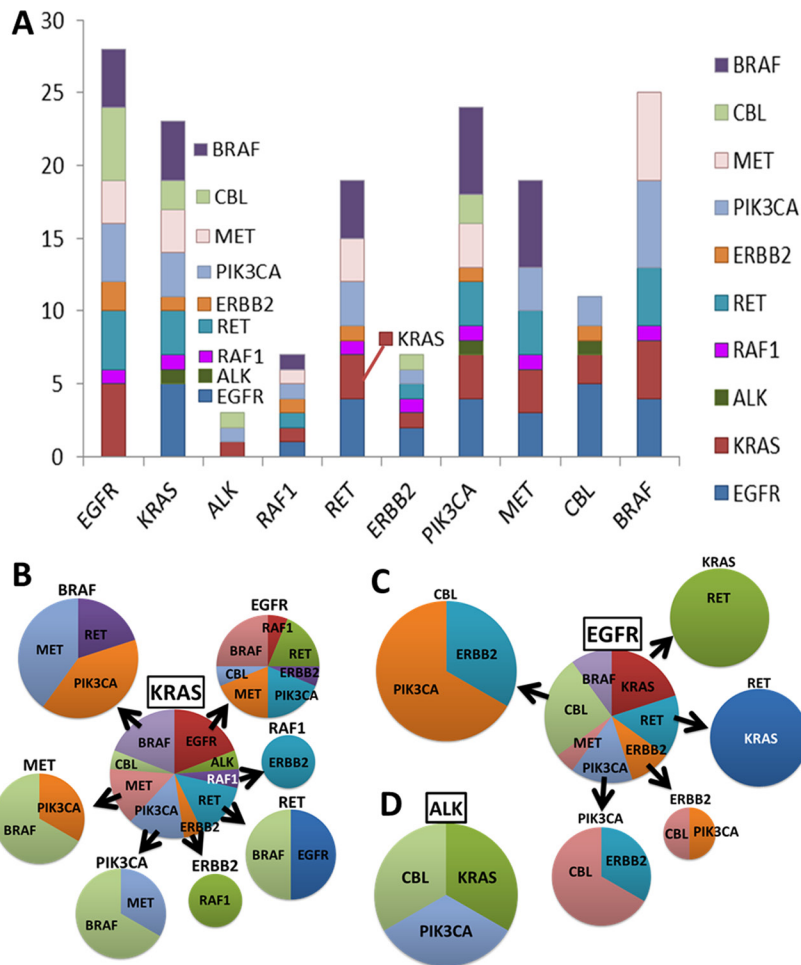 A
30
25
20
15
10
5
0
BRAF
CBL
MET
PIK3CA
ERBB2
RET
RAF1
ALK
EGFR
KRAS
EGFR
KRAS
ALK
RAF1
RET
ERBB2
PIK3CA
MET
CBL
BRAF
BRAF
CBL
MET
PIK3CA
ERBB2
RET
RAF1
ALK
KRAS
EGFR
B
BRAF
RET
MET
PIK3CA
EGFR
RAF1
BRAF
RET
CBL
ERBB2
MET
PIK3CA
KRAS
BRAF
EGFR
CBL
ALK
RAF1
MET
RET
PIK3CA
ERBB2
RAF1
ERBB2
MET
PIK3CA
BRAF
RET
BRAF
EGFR
PIK3CA
MET
BRAF
ERBB2
RAF1
C
CBL
ERBB2
PIK3CA
EGFR
BRAF
KRAS
CBL
RET
MET
ERBB2
PIK3CA
KRAS
RET
RET
KRAS
ERBB2
CBL
PIK3CA
PIK3CA
ERBB2
CBL
D
ALK
CBL
KRAS
PIK3CA